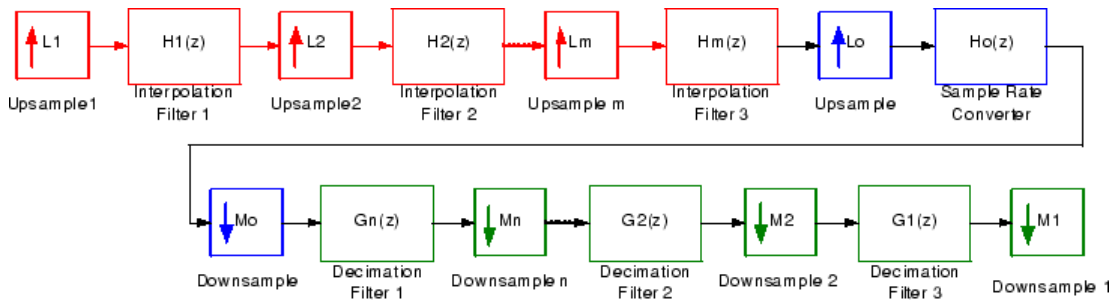 L1
H1(z)
L2
H2(z)
Lm
Hm(z)
Lo
Ho(z)
Upsample1
Interpolation
Filter 1
Upsample2
Interpolation
Filter 2
Upsample m
Interpolation
Filter 3
Upsample
Sample Rate
Converter
Mo
Gn(z)
Mn
G2(z)
M2
G1(z)
M1
Downsample
Decimation
Filter 1
Downsample n
Decimation
Filter 2
Downsample 2
Decimation
Filter 3
Downsample 1